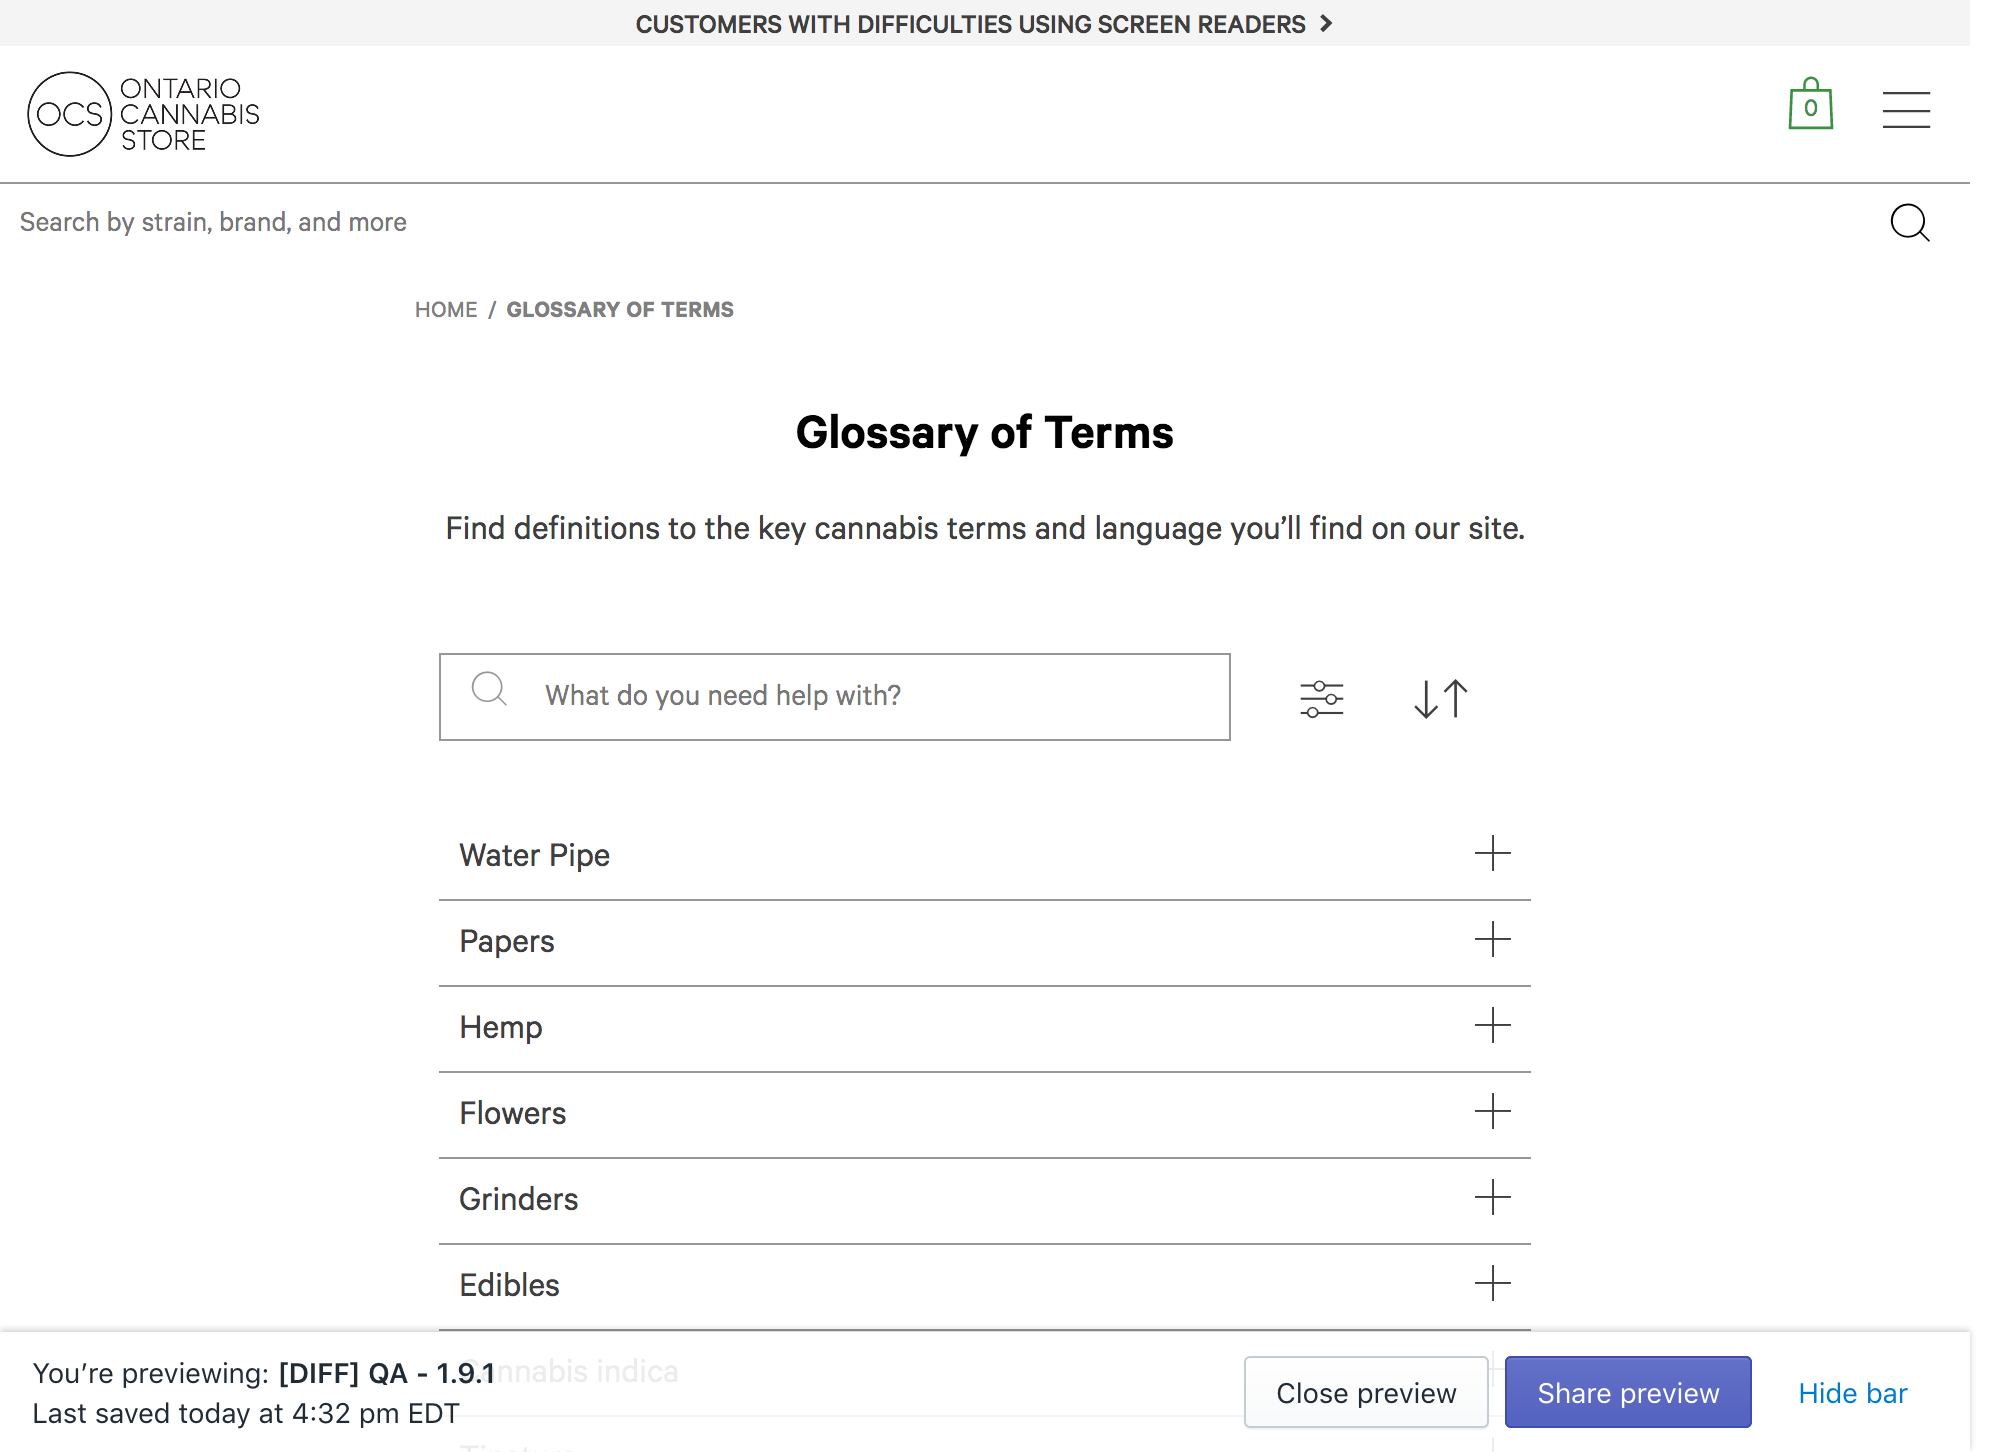 CUSTOMERS WITH DIFFICULTIES USING SCREEN READERS
OCS
ONTARIO
CANNABIS
STORE
0
Search by strain, brand, and more
HOME / GLOSSARY OF TERMS
Glossary of Terms
Find definitions to the key cannabis terms and language you’ll find on our site.
What do you need help with?
Water Pipe
Papers
Hemp
Flowers
Grinders
Edibles
Cannabis indica
You’re previewing: [DIFF] QA - 1.9.1
Last saved today at 4:32 pm EDT
Close preview
Share preview
Hide bar